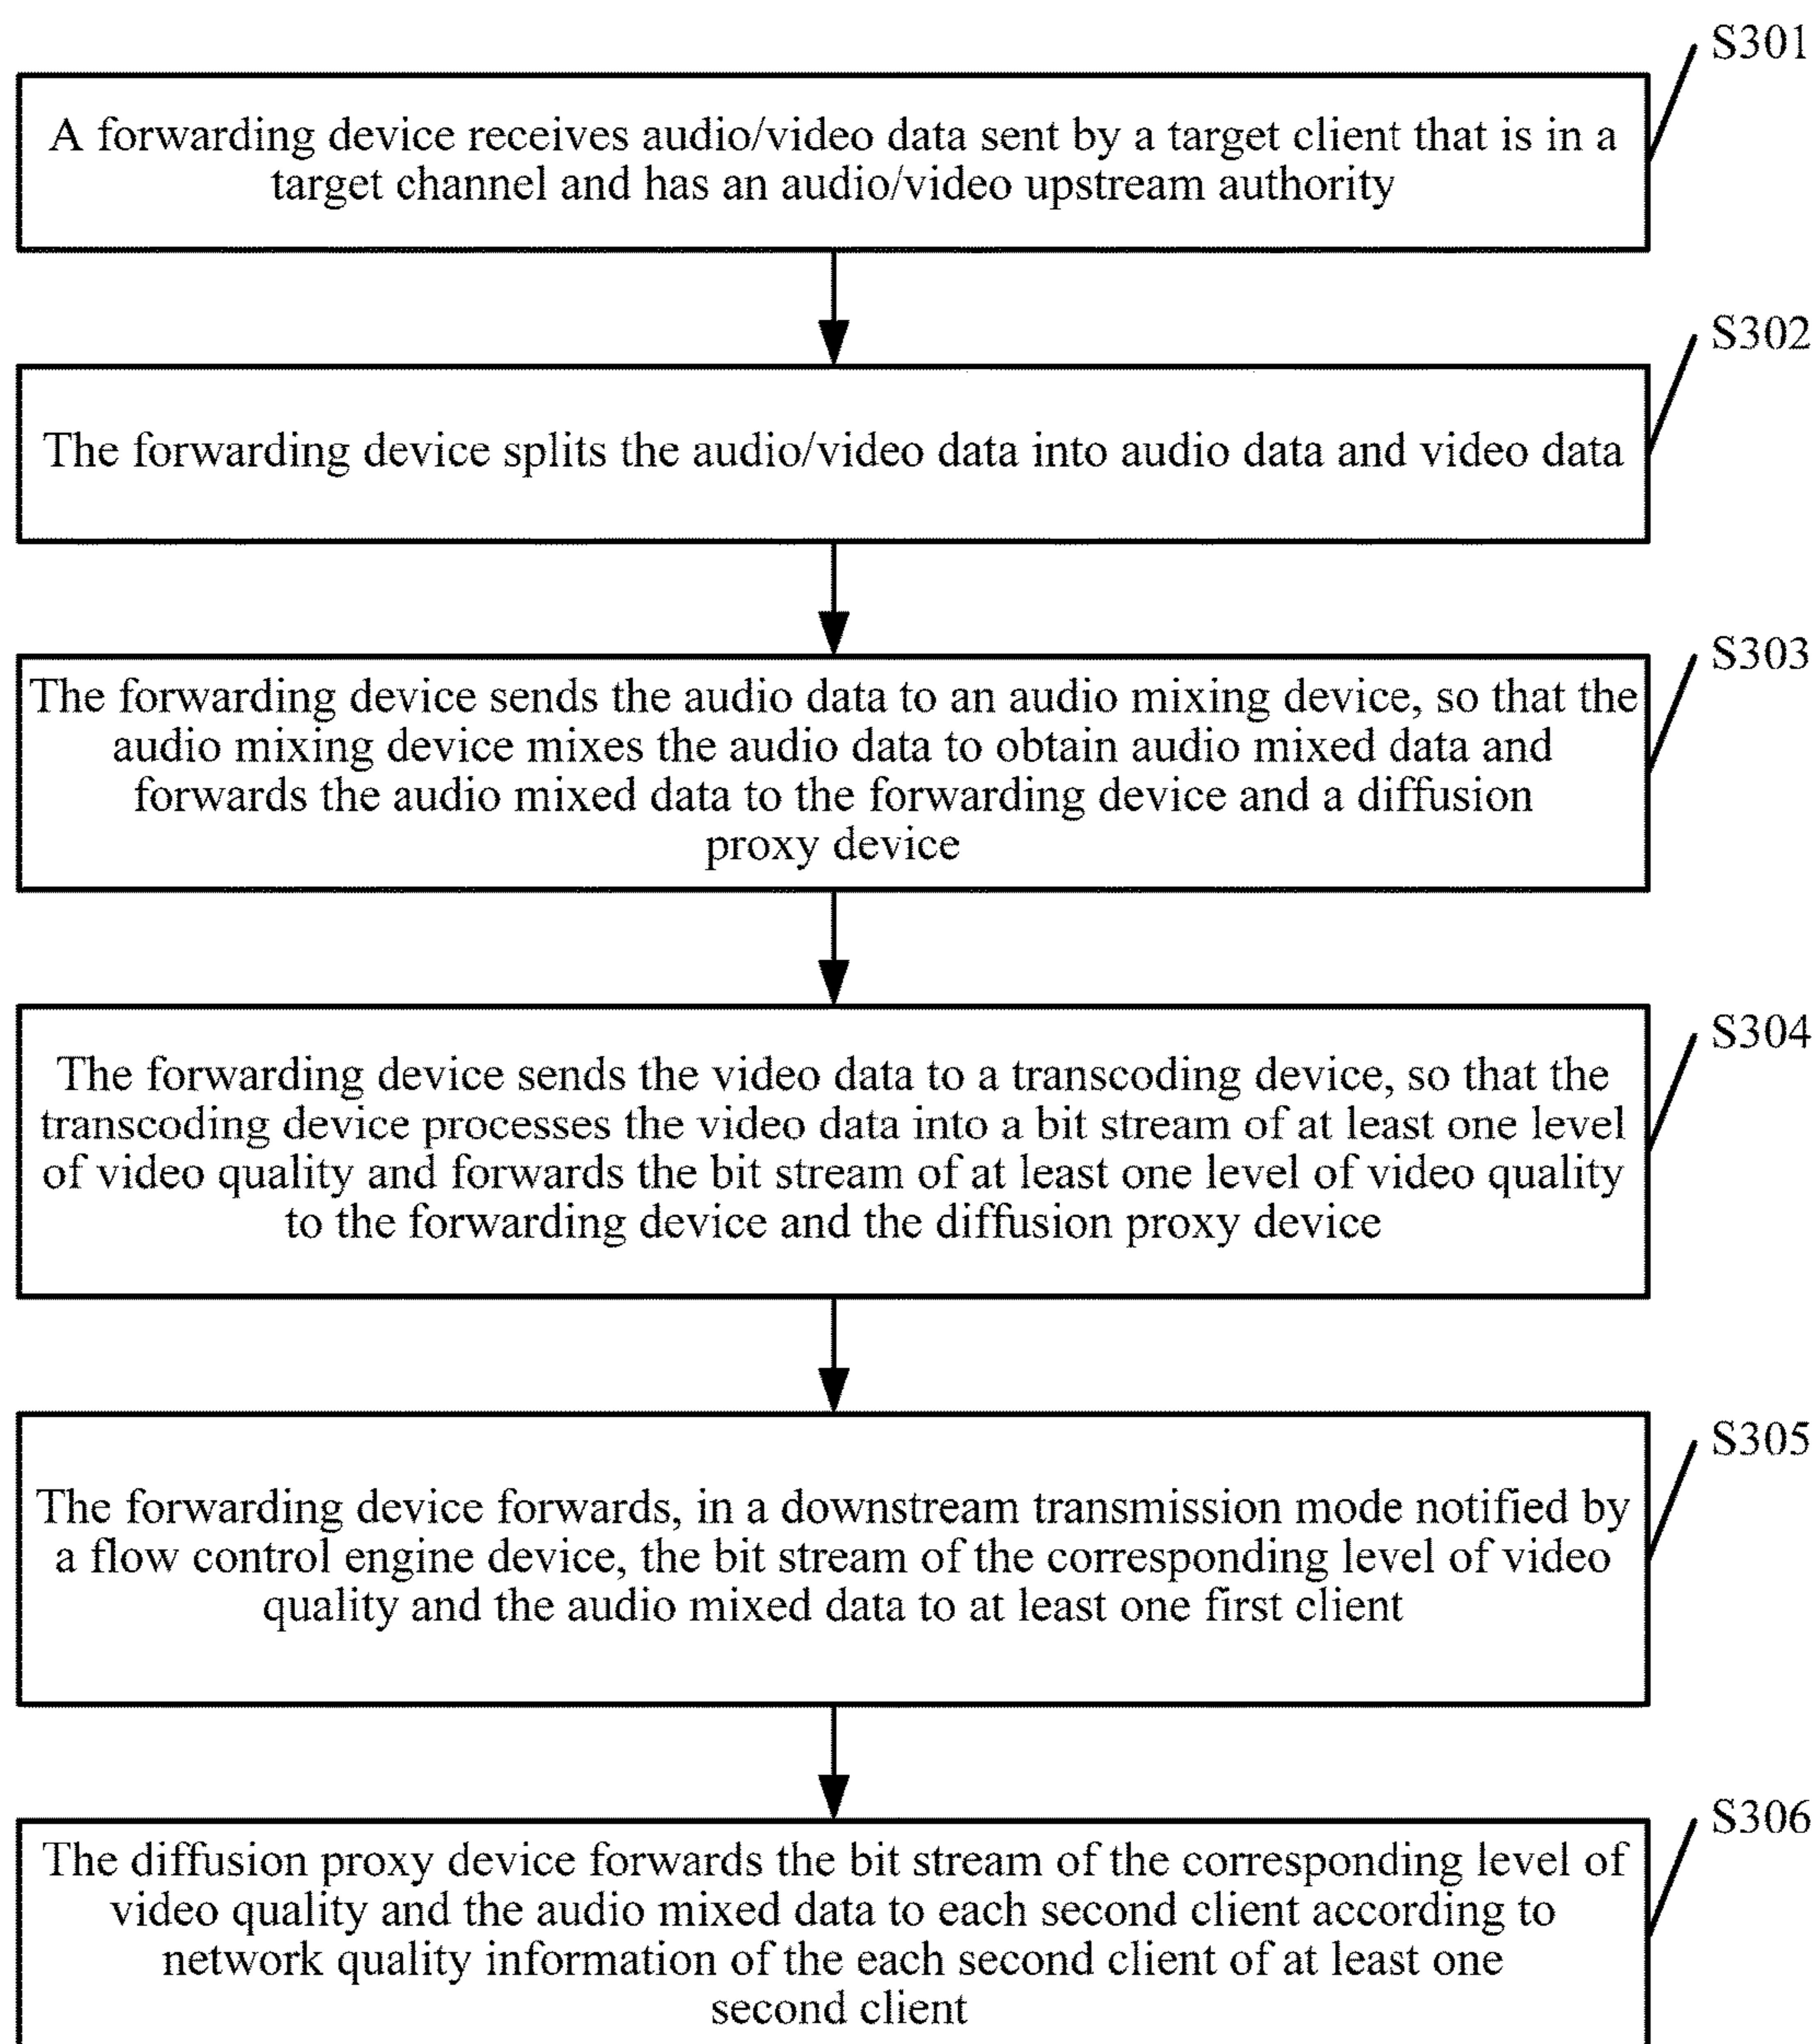 S301
A forwarding device receives audio/video data sent by a target client that is in a
target channel and has an audio/video upstream authority
S302
The forwarding device splits the audio/video data into audio data and video data
S303
The forwarding device sends the audio data to an audio mixing device, so that the
audio mixing device mixes the audio data to obtain audio mixed data and
forwards the audio mixed data to the forwarding device and a diffusion
proxy device
S304
The forwarding device sends the video data to a transcoding device, so that the
transcoding device processes the video data into a bit stream of at least one level
of video quality and forwards the bit stream of at least one level of video quality
to the forwarding device and the diffusion proxy device
S305
The forwarding device forwards, in a downstream transmission mode notified by
a flow control engine device, the bit stream of the corresponding level of video
quality and the audio mixed data to at least one first client
S306
The diffusion proxy device forwards the bit stream of the corresponding level of
video quality and the audio mixed data to each second client according to
network quality information of the each second client of at least one
second client